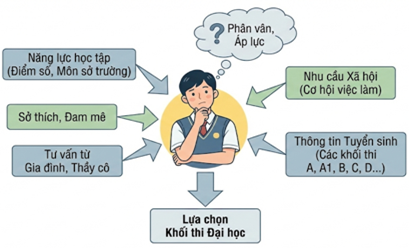 Phân vân,
Áp lực
?
Năng lực học tập
(Điểm số, Môn sở trường)
Nhu cầu Xã hội
(Cơ hội việc làm)
Sở thích, Đam mê
Tư vấn từ
Gia đình, Thầy cô
Thông tin Tuyển sinh
(Các khối thi
A, A1, B, C, D...)
Lựa chọn
Khối thi Đại học